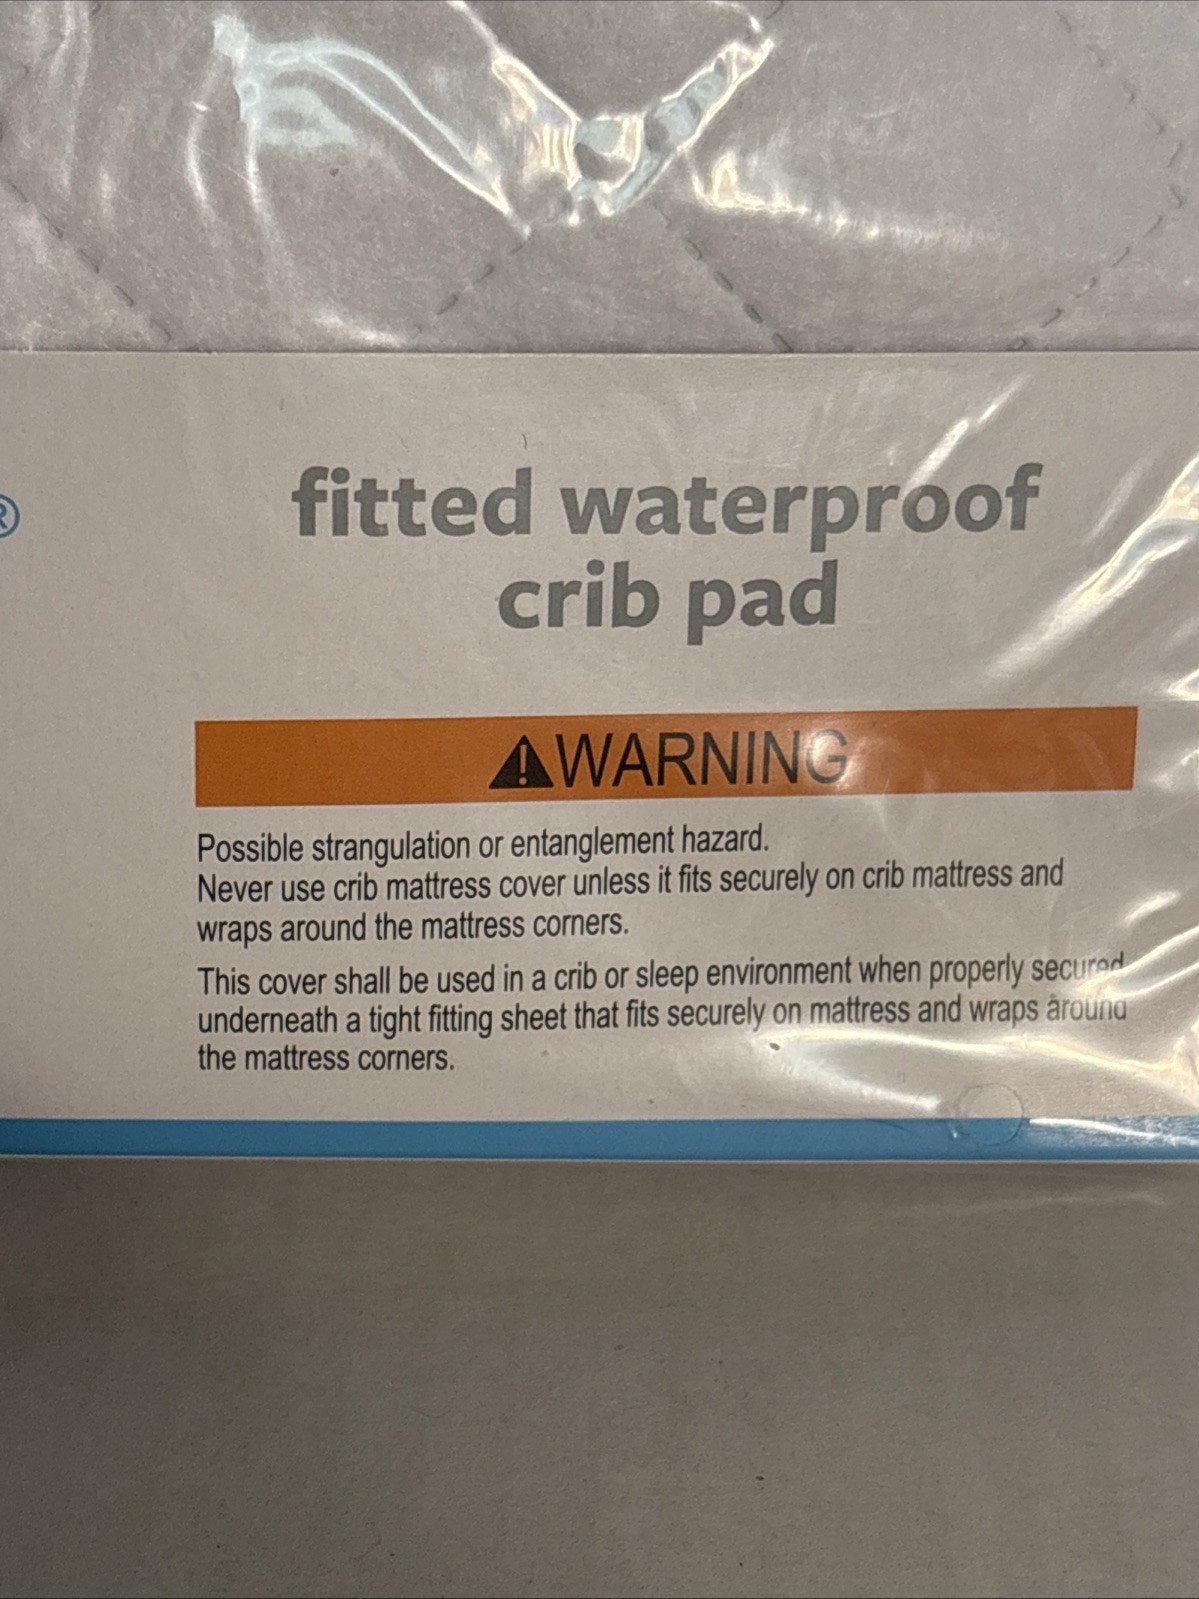 ®
fitted waterproof
crib pad
WARNING
Possible strangulation or entanglement hazard.
Never use crib mattress cover unless it fits securely on crib mattress and
wraps around the mattress corners.
This cover shall be used in a crib or sleep environment when properly secured
underneath a tight fitting sheet that fits securely on mattress and wraps around
the mattress corners.